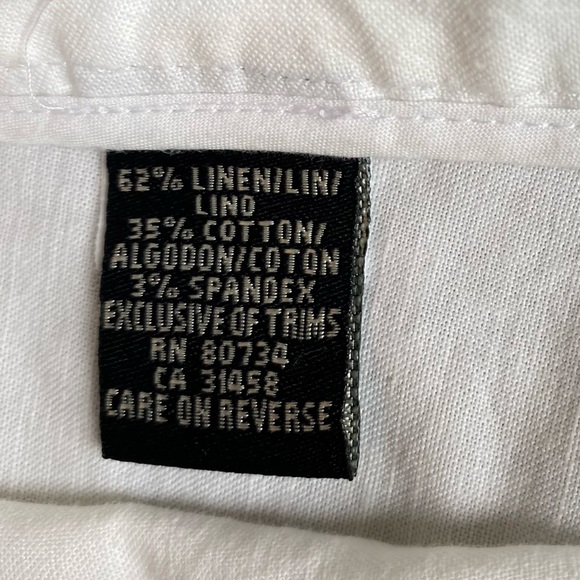 62% LINEN/LIN/
LINO
35% COTTON/
ALGODON/COTON
3% SPANDEX
EXCLUSIVE OF TRIMS
RN 80734
CA 31458
CARE ON REVERSE